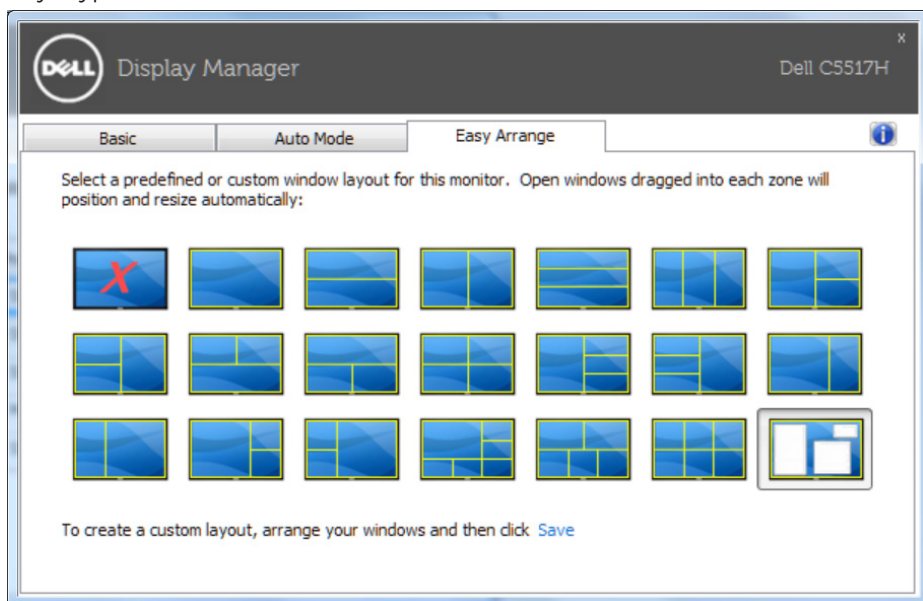 DELL
Display Manager
x
Dell C5517H
Basic
Auto Mode
Easy Arrange
i
Select a predefined or custom window layout for this monitor. Open windows dragged into each zone will
position and resize automatically:
X
To create a custom layout, arrange your windows and then click Save